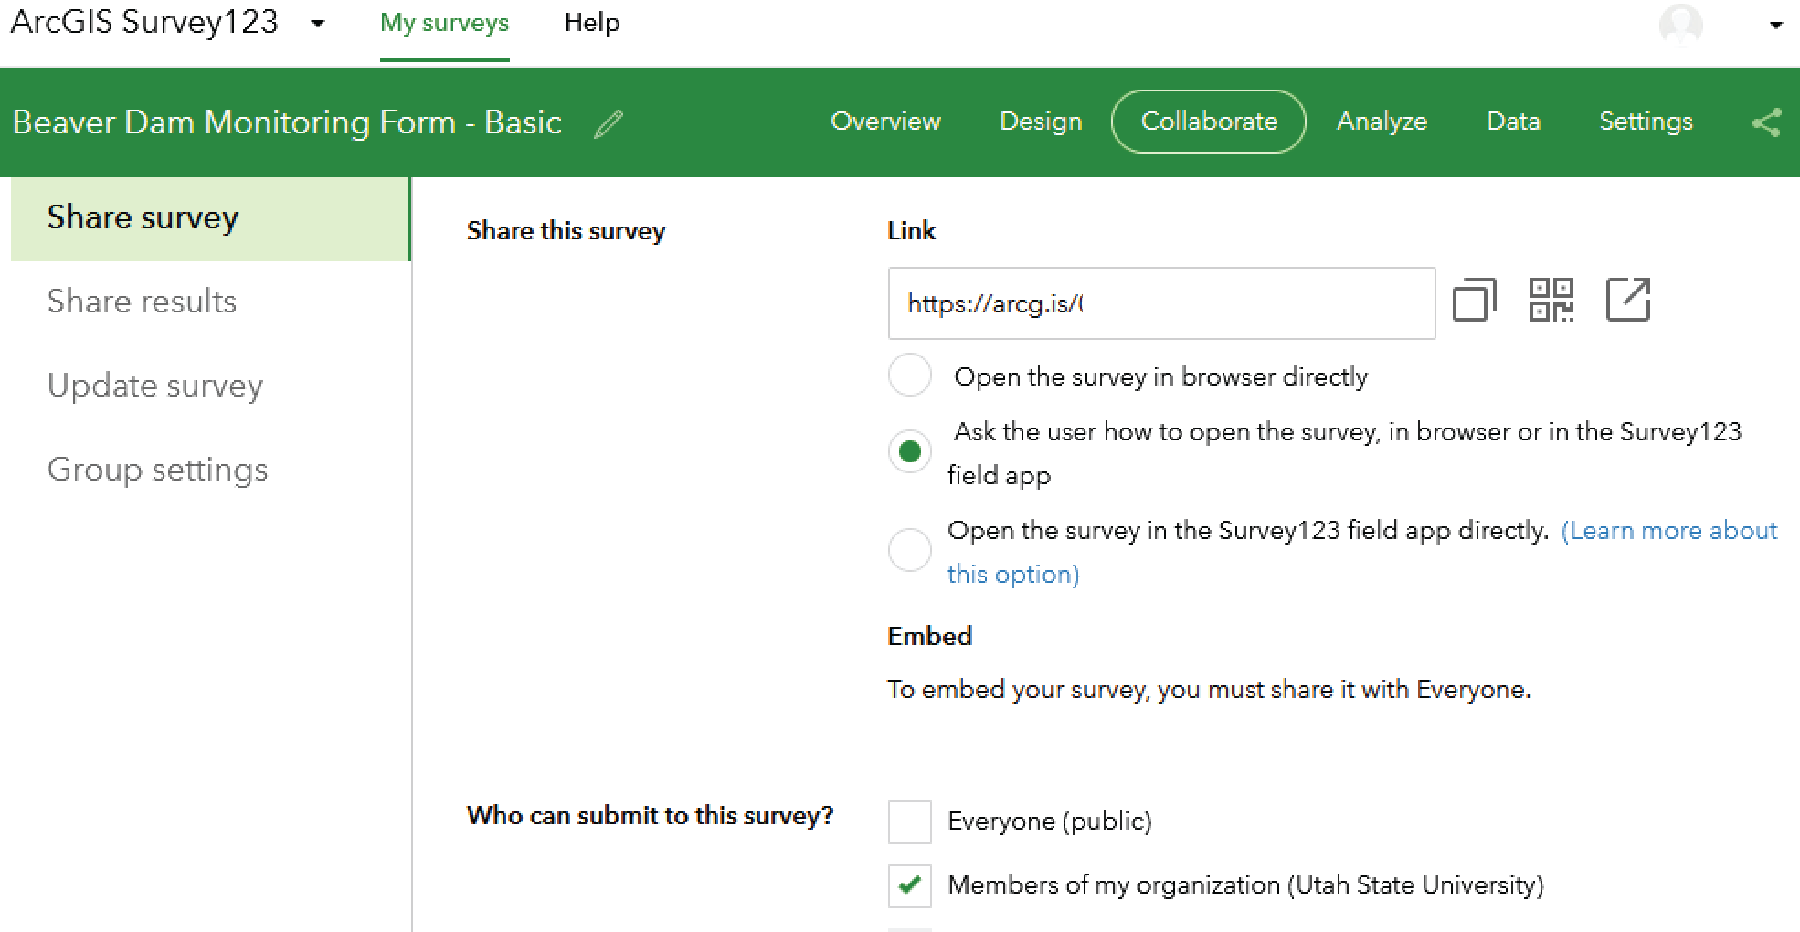 ArcGIS Survey123 My surveys Help
Beaver Dam Monitoring Form - Basic Overview Design Collaborate Analyze Data Settings
Share survey
Share results
Update survey
Group settings
Share this survey
Link
https://arcg.is/
Open the survey in browser directly
Ask the user how to open the survey, in browser or in the Survey123
field app
Open the survey in the Survey123 field app directly. (Learn more about
this option)
Embed
To embed your survey, you must share it with Everyone.
Who can submit to this survey?
Everyone (public)
Members of my organization (Utah State University)